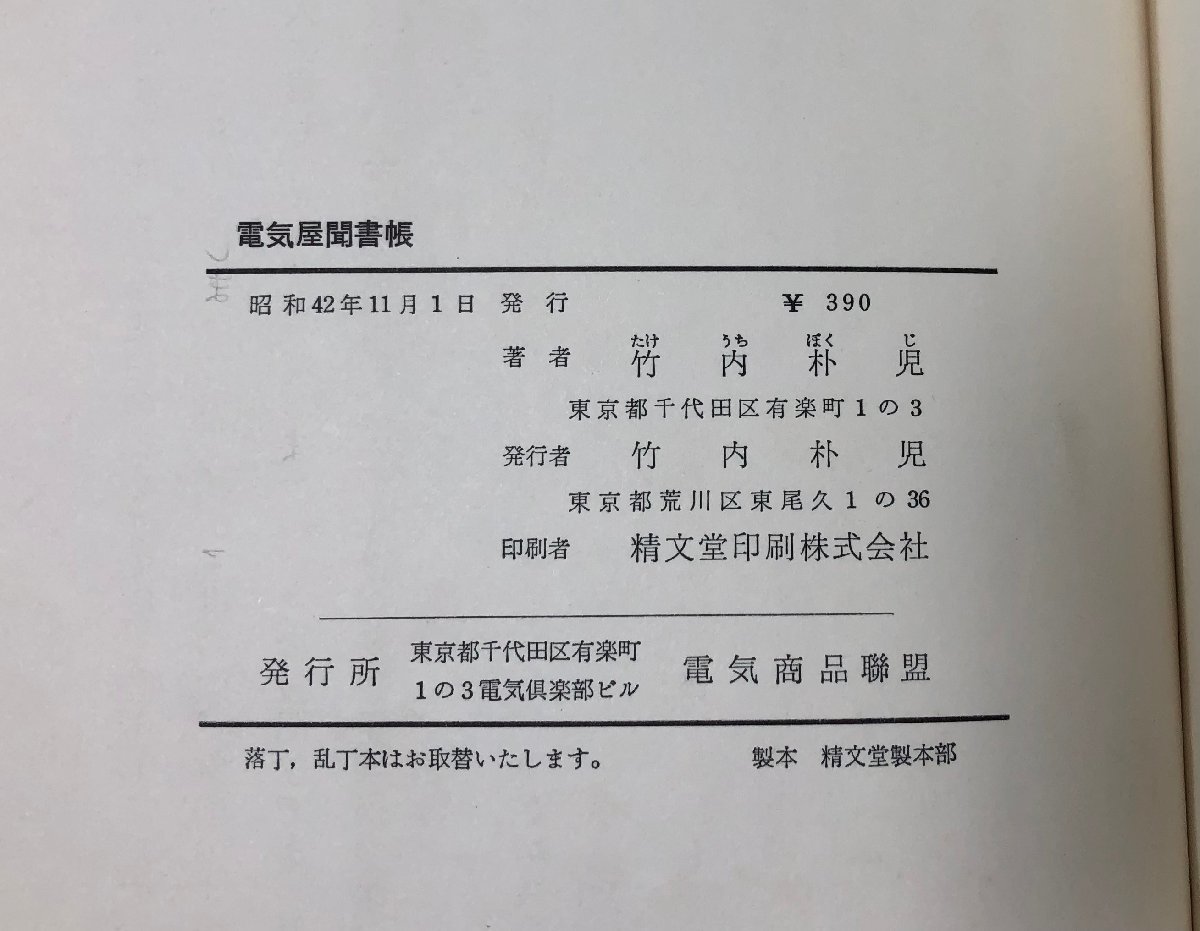 電気屋聞書帳
昭和42年11月1日 発行 ¥ 390
たけ うち ぼく じ
著者 竹内朴児
東京都千代田区有楽町1の3
発行者 竹内朴児
東京都荒川区東尾久1の36
印刷者 精文堂印刷株式会社
発行所 東京都千代田区有楽町
1の3電気倶楽部ビル 電気商品聯盟
落丁，乱丁本はお取替いたします。 製本 精文堂製本部